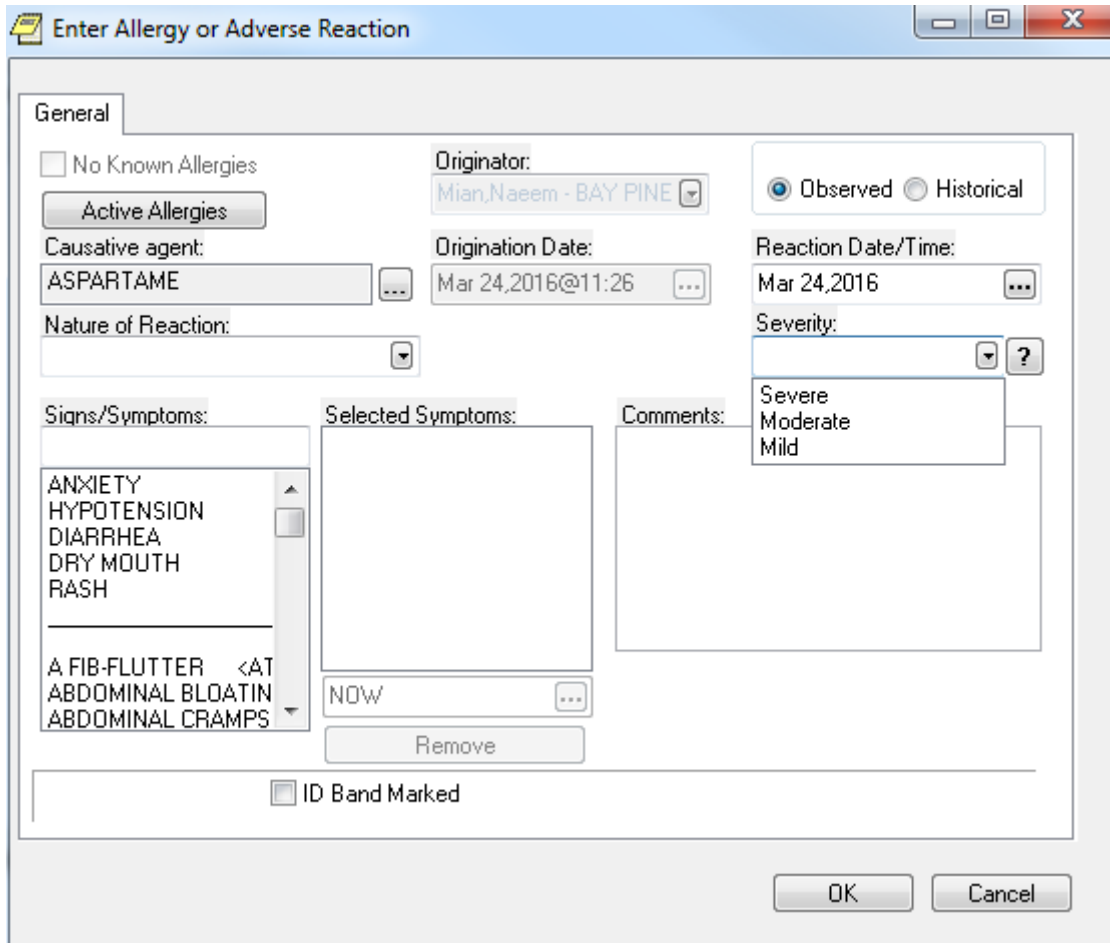 Enter Allergy or Adverse Reaction
General
No Known Allergies
Originator:
Mian,Naeem - BAY PINE
Observed
Historical
Active Allergies
Causative agent:
Origination Date:
Reaction Date/Time:
ASPARTAME
...
Mar 24,2016@11:26
...
Mar 24,2016
...
Nature of Reaction:
Severity:
?
Severe
Moderate
Mild
Signs/Symptoms:
Selected Symptoms:
Comments:
ANXIETY
HYPOTENSION
DIARRHEA
DRY MOUTH
RASH
A FIB-FLUTTER <AT
ABDOMINAL BLOATIN
ABDOMINAL CRAMPS
NOW
...
Remove
ID Band Marked
OK
Cancel